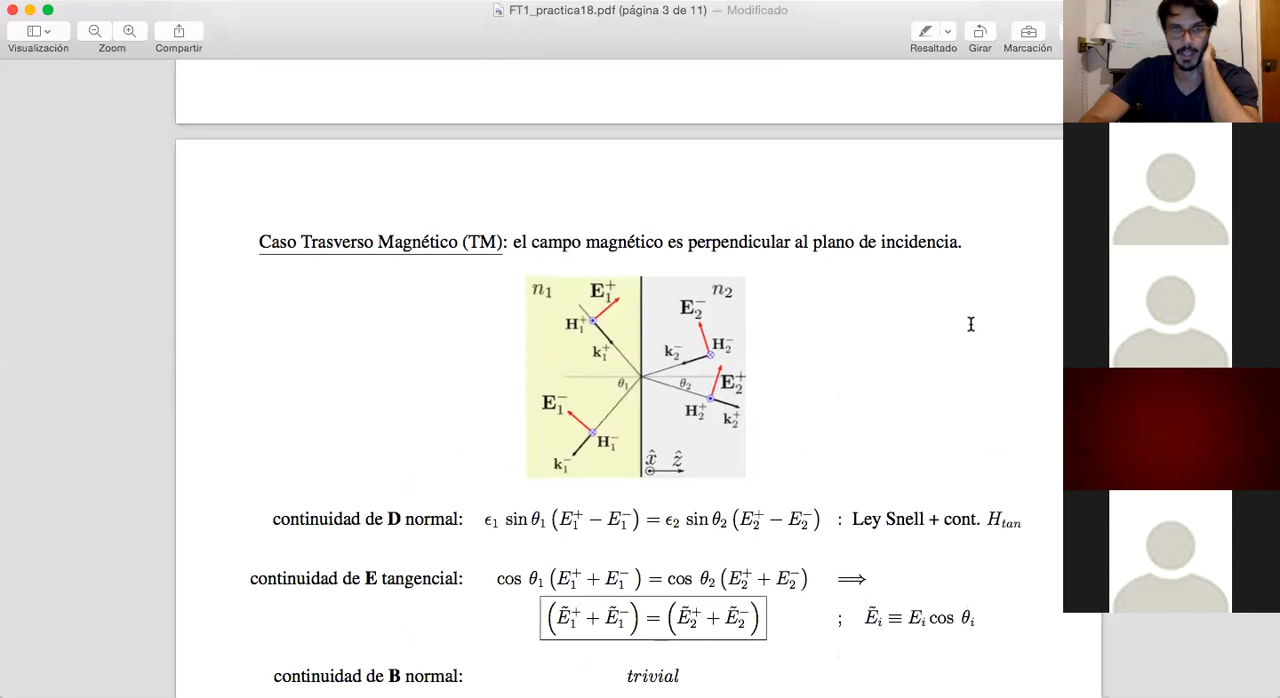 FT1_practica18.pdf (página 3 de 11) — Modificado
Visualización Zoom Compartir Resaltado Girar Marcación
Caso Trasverso Magnético (TM): el campo magnético es perpendicular al plano de incidencia.
n₁ E₁⁺ n₂
E₂⁻
H₁⁺ H₂⁻
k₁⁺ k₂⁻
θ₁ θ₂ E₂⁺
E₁⁻ H₂⁺ k₂⁺
H₁⁻
k₁⁻ x̂ ẑ
continuidad de D normal: ϵ₁ sin θ₁ (E₁⁺ − E₁⁻) = ϵ₂ sin θ₂ (E₂⁺ − E₂⁻) : Ley Snell + cont. H_tan
continuidad de E tangencial: cos θ₁ (E₁⁺ + E₁⁻) = cos θ₂ (E₂⁺ + E₂⁻) ⟹
(Ẽ₁⁺ + Ẽ₁⁻) = (Ẽ₂⁺ + Ẽ₂⁻) ; Ẽᵢ ≡ Eᵢ cos θᵢ
continuidad de B normal: trivial